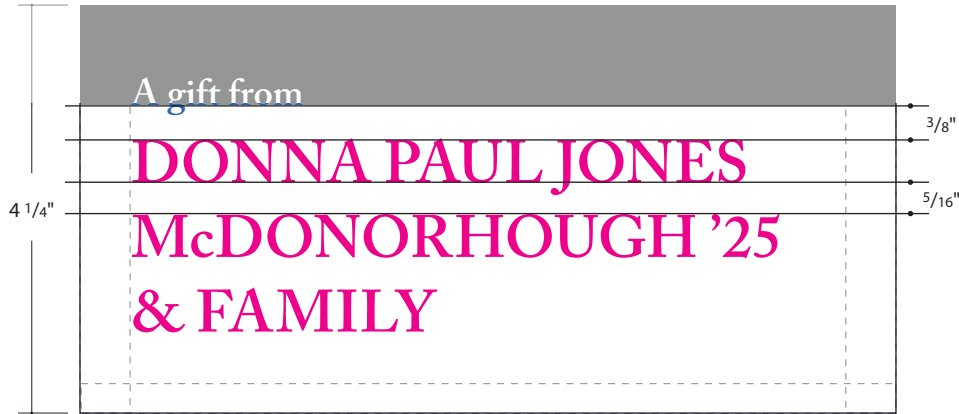 A gift from
3/8"
DONNA PAUL JONES
5/16"
4 1/4"
McDONORHOUGH ’25
& FAMILY